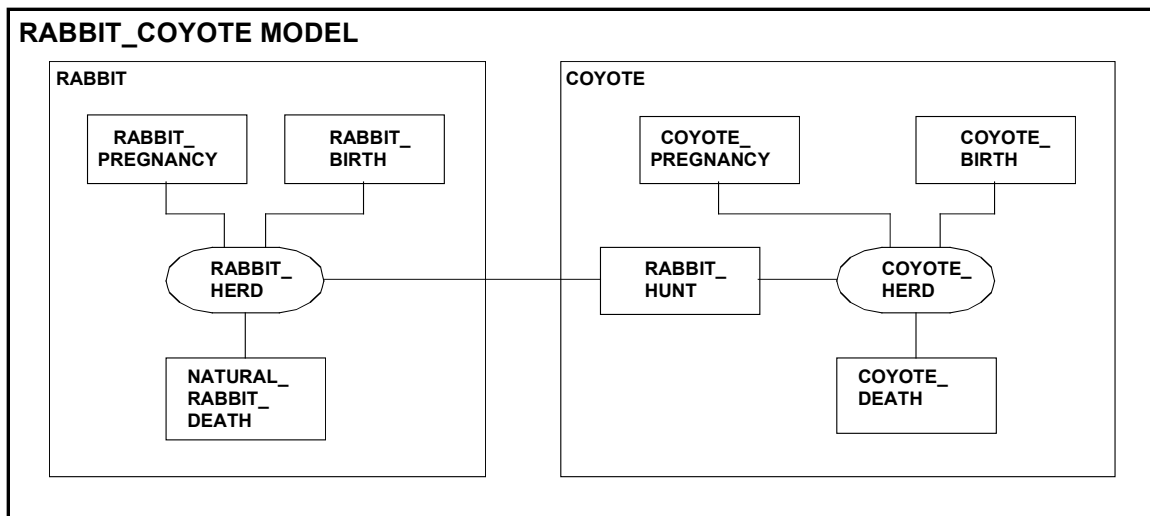 RABBIT_COYOTE MODEL
RABBIT
RABBIT_
PREGNANCY
RABBIT_
BIRTH
RABBIT_
HERD
NATURAL_
RABBIT_
DEATH
COYOTE
COYOTE_
PREGNANCY
COYOTE_
BIRTH
RABBIT_
HUNT
COYOTE_
HERD
COYOTE_
DEATH